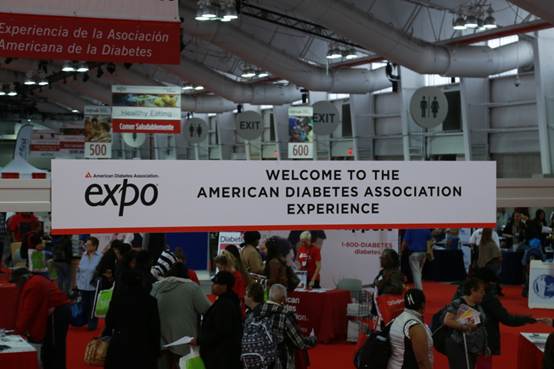 Experiencia de la Asociación
Americana de la Diabetes
Healthy Eating
Comer Saludablemente
500
EXIT
600
EXIT
American Diabetes Association.
expo
WELCOME TO THE
AMERICAN DIABETES ASSOCIATION
EXPERIENCE
1-800-DIABETES
diabetes.